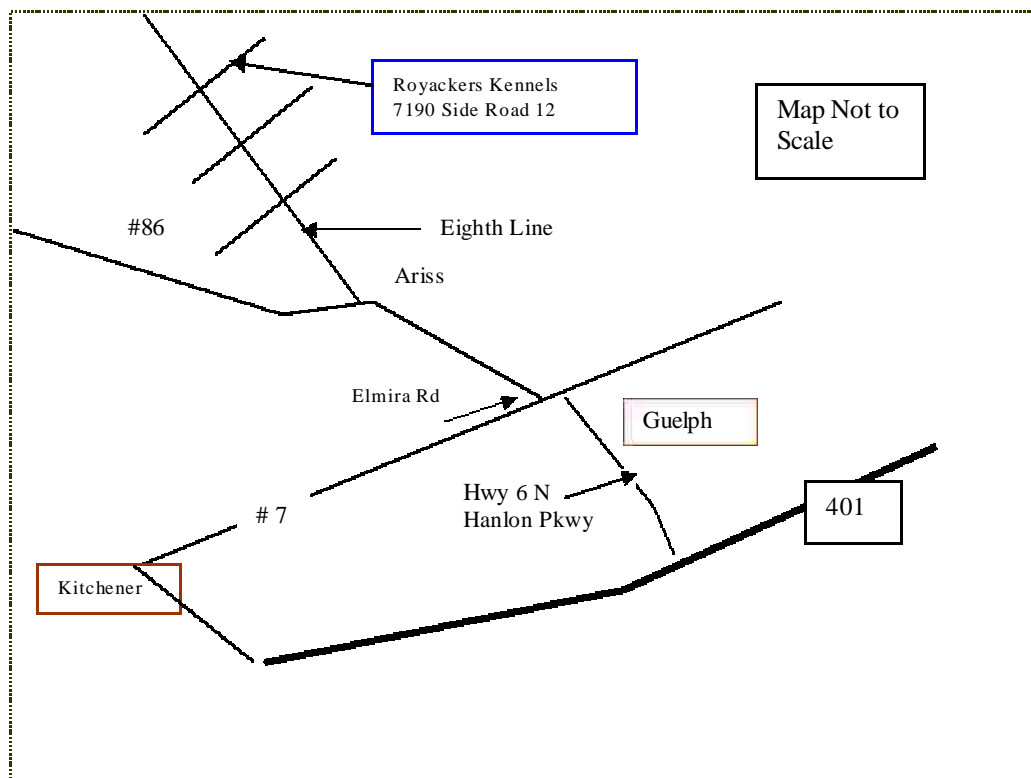 Royackers Kennels
7190 Side Road 12
Map Not to
Scale
#86
Eighth Line
Ariss
Elmira Rd
Guelph
Hwy 6 N
Hanlon Pkwy
401
# 7
Kitchener